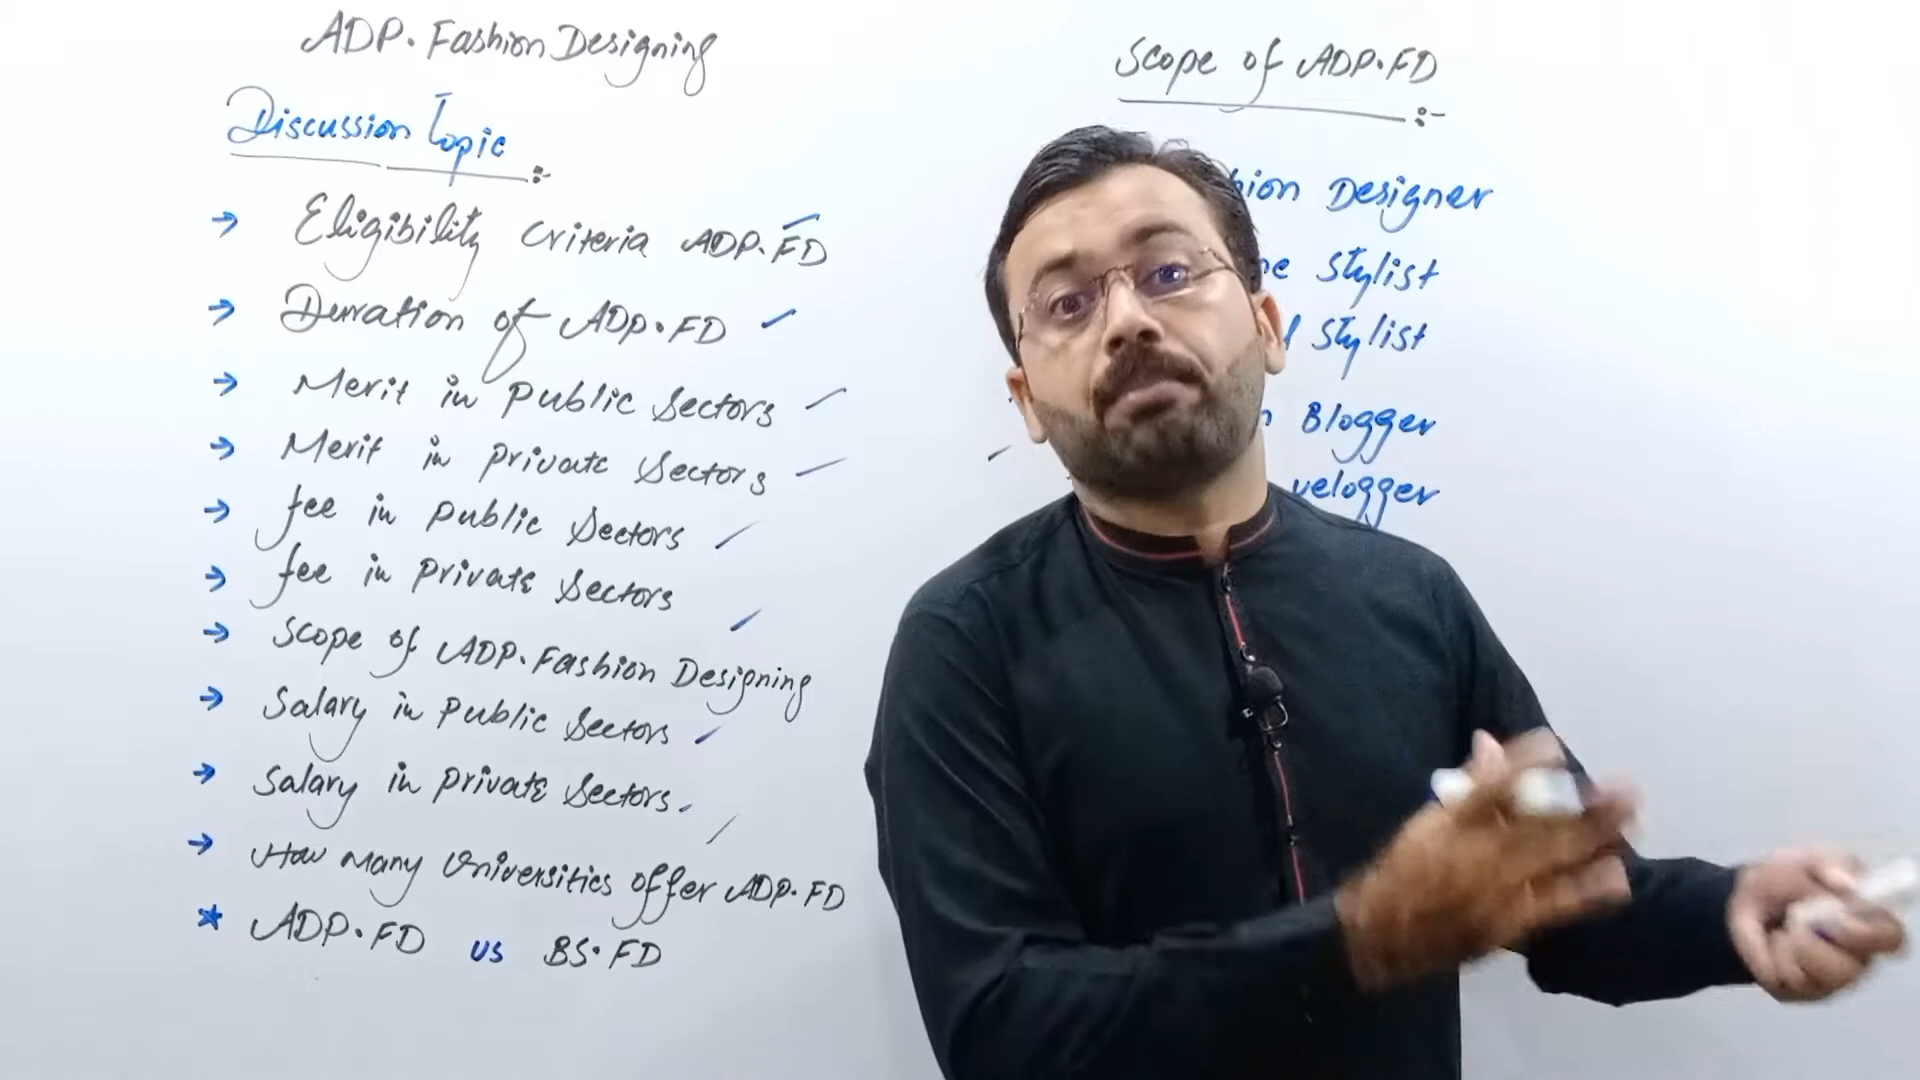 ADP. Fashion Designing
Discussion Topic :-
→ Eligibility Criteria ADP. FD
→ Duration of ADP. FD
→ Merit in Public Sectors
→ Merit in Private Sectors
→ fee in Public Sectors
→ fee in Private Sectors
→ Scope of ADP. Fashion Designing
→ Salary in Public Sectors
→ Salary in Private Sectors.
→ How Many Universities offer ADP. FD
* ADP. FD us BS. FD
Scope of ADP. FD :-
hion Designer
Stylist
Stylist
Blogger
velogger